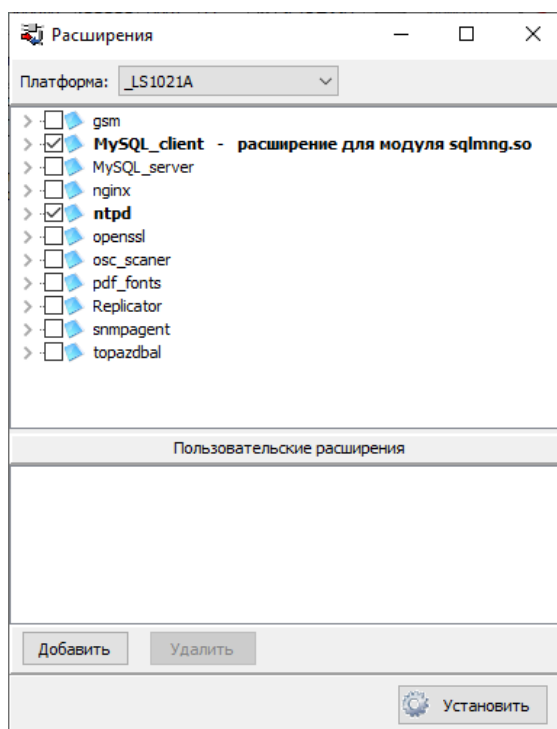 Расширения
Платформа: _LS1021A
gsm
MySQL_client - расширение для модуля sqlmng.so
MySQL_server
nginx
ntpd
openssl
osc_scaner
pdf_fonts
Replicator
snmpagent
topazdbal
Пользовательские расширения
Добавить Удалить
Установить